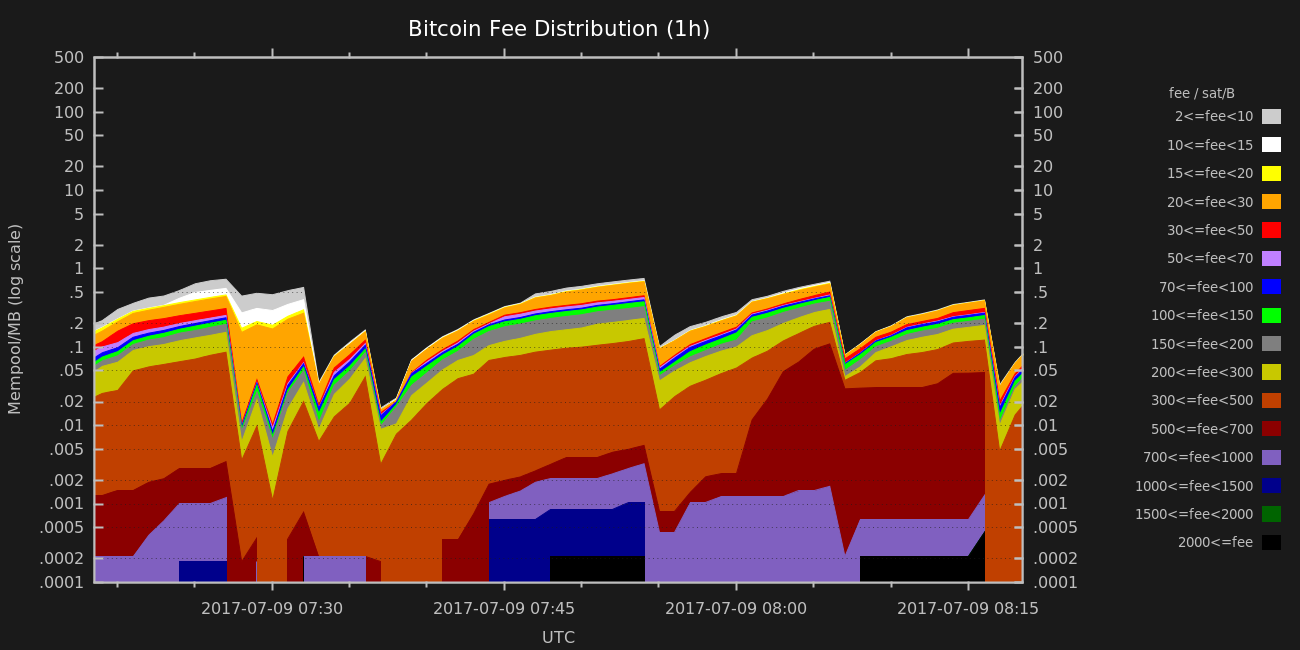 Bitcoin Fee Distribution (1h)
Mempool/MB (log scale)
500
200
100
50
20
10
5
2
1
.5
.2
.1
.05
.02
.01
.005
.002
.001
.0005
.0002
.0001
500
200
100
50
20
10
5
2
1
.5
.2
.1
.05
.02
.01
.005
.002
.001
.0005
.0002
.0001
2017-07-09 07:30
2017-07-09 07:45
2017-07-09 08:00
2017-07-09 08:15
UTC
fee / sat/B
2<=fee<10
10<=fee<15
15<=fee<20
20<=fee<30
30<=fee<50
50<=fee<70
70<=fee<100
100<=fee<150
150<=fee<200
200<=fee<300
300<=fee<500
500<=fee<700
700<=fee<1000
1000<=fee<1500
1500<=fee<2000
2000<=fee